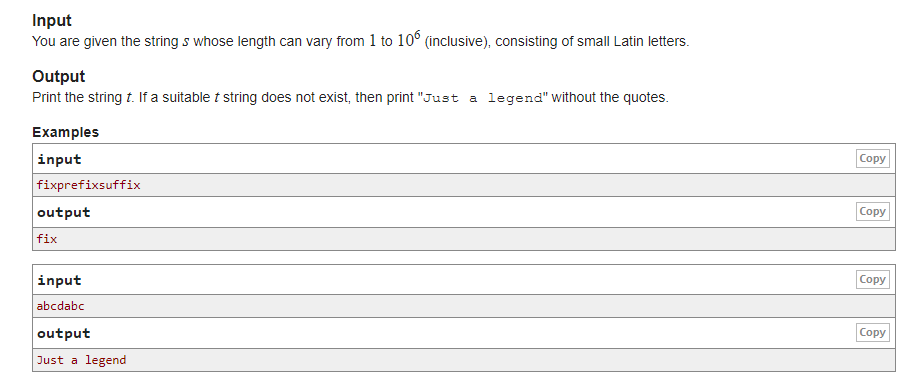 Input
You are given the string s whose length can vary from 1 to 10⁶ (inclusive), consisting of small Latin letters.
Output
Print the string t. If a suitable t string does not exist, then print "Just a legend" without the quotes.
Examples
input
Copy
fixprefixsuffix
output
Copy
fix
input
Copy
abcdabc
output
Copy
Just a legend